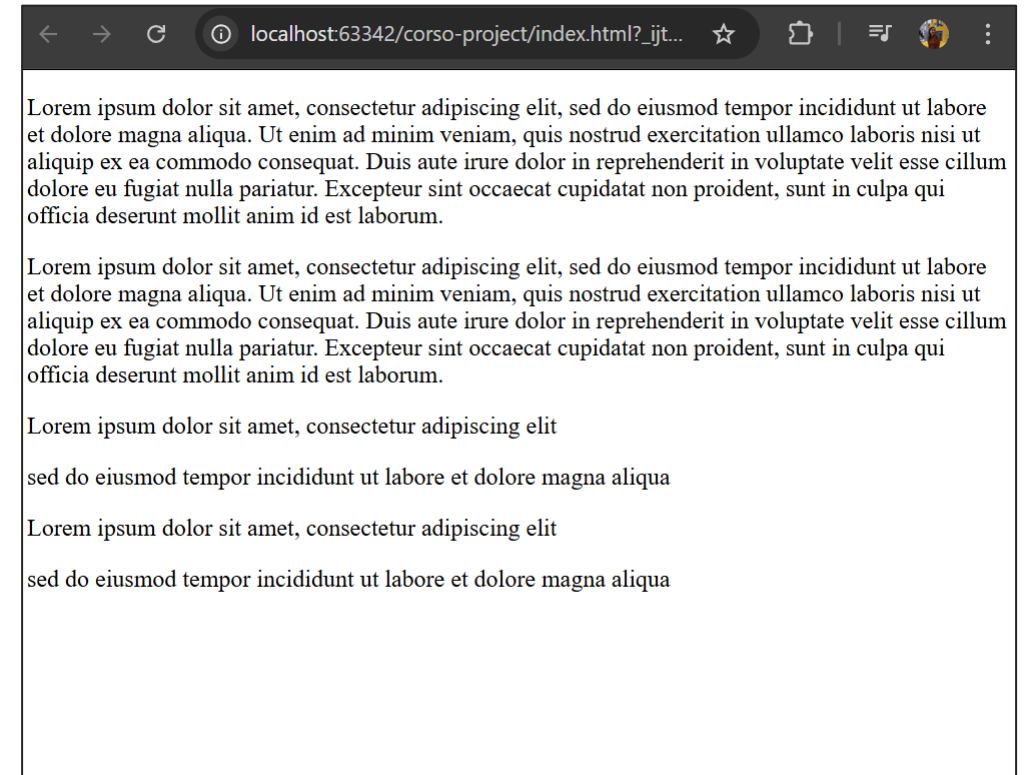 localhost:63342/corso-project/index.html?_ijt...
Lorem ipsum dolor sit amet, consectetur adipiscing elit, sed do eiusmod tempor incididunt ut labore
et dolore magna aliqua. Ut enim ad minim veniam, quis nostrud exercitation ullamco laboris nisi ut
aliquip ex ea commodo consequat. Duis aute irure dolor in reprehenderit in voluptate velit esse cillum
dolore eu fugiat nulla pariatur. Excepteur sint occaecat cupidatat non proident, sunt in culpa qui
officia deserunt mollit anim id est laborum.
Lorem ipsum dolor sit amet, consectetur adipiscing elit, sed do eiusmod tempor incididunt ut labore
et dolore magna aliqua. Ut enim ad minim veniam, quis nostrud exercitation ullamco laboris nisi ut
aliquip ex ea commodo consequat. Duis aute irure dolor in reprehenderit in voluptate velit esse cillum
dolore eu fugiat nulla pariatur. Excepteur sint occaecat cupidatat non proident, sunt in culpa qui
officia deserunt mollit anim id est laborum.
Lorem ipsum dolor sit amet, consectetur adipiscing elit
sed do eiusmod tempor incididunt ut labore et dolore magna aliqua
Lorem ipsum dolor sit amet, consectetur adipiscing elit
sed do eiusmod tempor incididunt ut labore et dolore magna aliqua